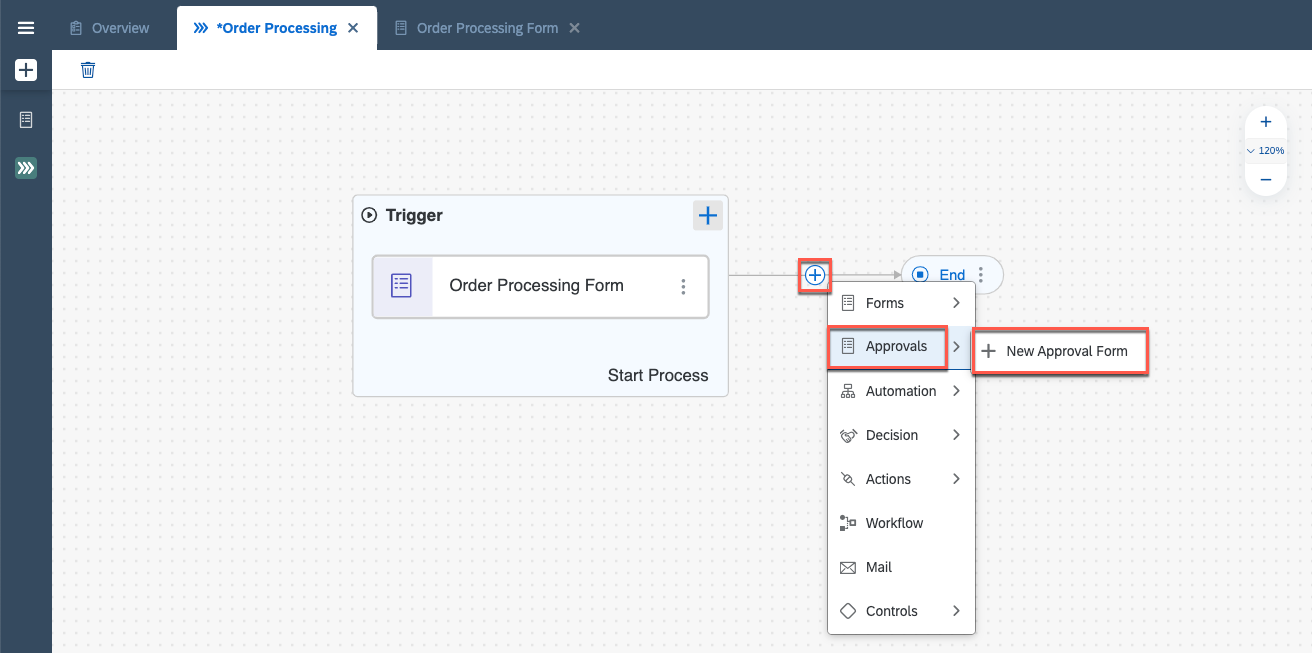 Overview
*Order Processing
Order Processing Form
120%
Trigger
Order Processing Form
Start Process
End
Forms
Approvals
New Approval Form
Automation
Decision
Actions
Workflow
Mail
Controls